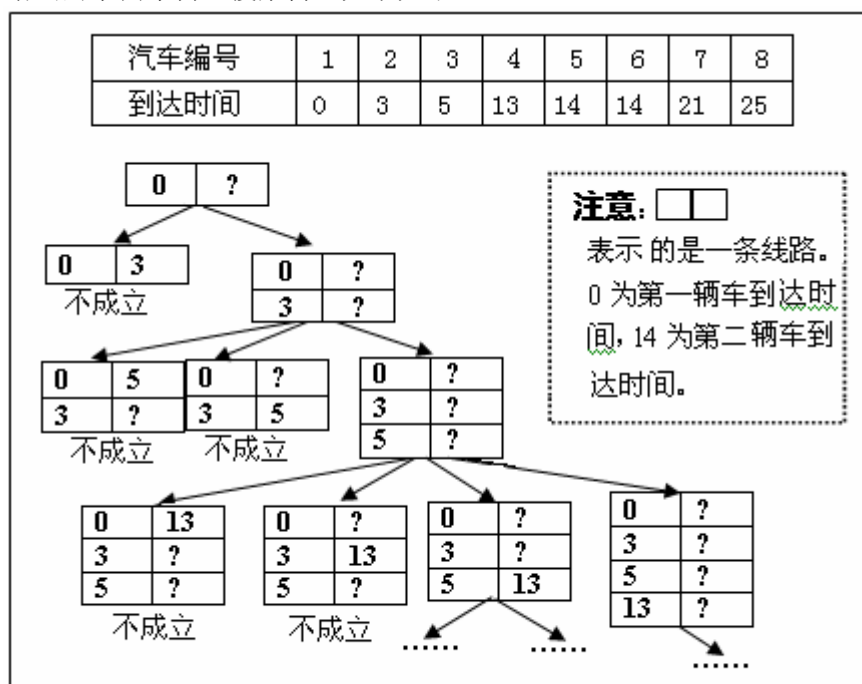 汽车编号 1 2 3 4 5 6 7 8
到达时间 0 3 5 13 14 14 21 25
0 ?
注意:
表示 的是一条线路。
0 为第一辆车到达时
间, 14 为第二辆车到
达时间。
0 3
不成立
0 ?
3 ?
0 5
3 ?
不成立
0 ?
3 5
不成立
0 ?
3 ?
5 ?
0 13
3 ?
5 ?
不成立
0 ?
3 13
5 ?
不成立
0 ?
3 ?
5 13
......
......
0 ?
3 ?
5 ?
13 ?
......